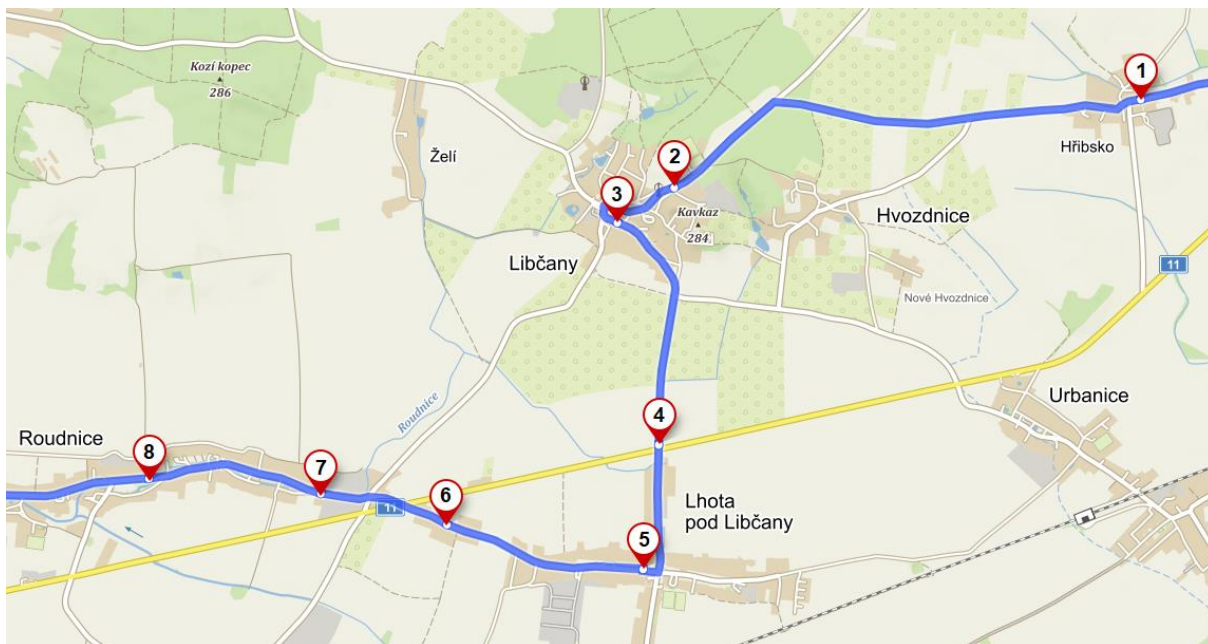 Kozí kopec
286
1
Želí
2
Hřibsko
3
Kavkaz
284
Hvozdnice
Libčany
11
Nové Hvozdnice
Roudnice
Urbanice
4
Roudnice
8
7
6
11
Lhota
pod Libčany
5